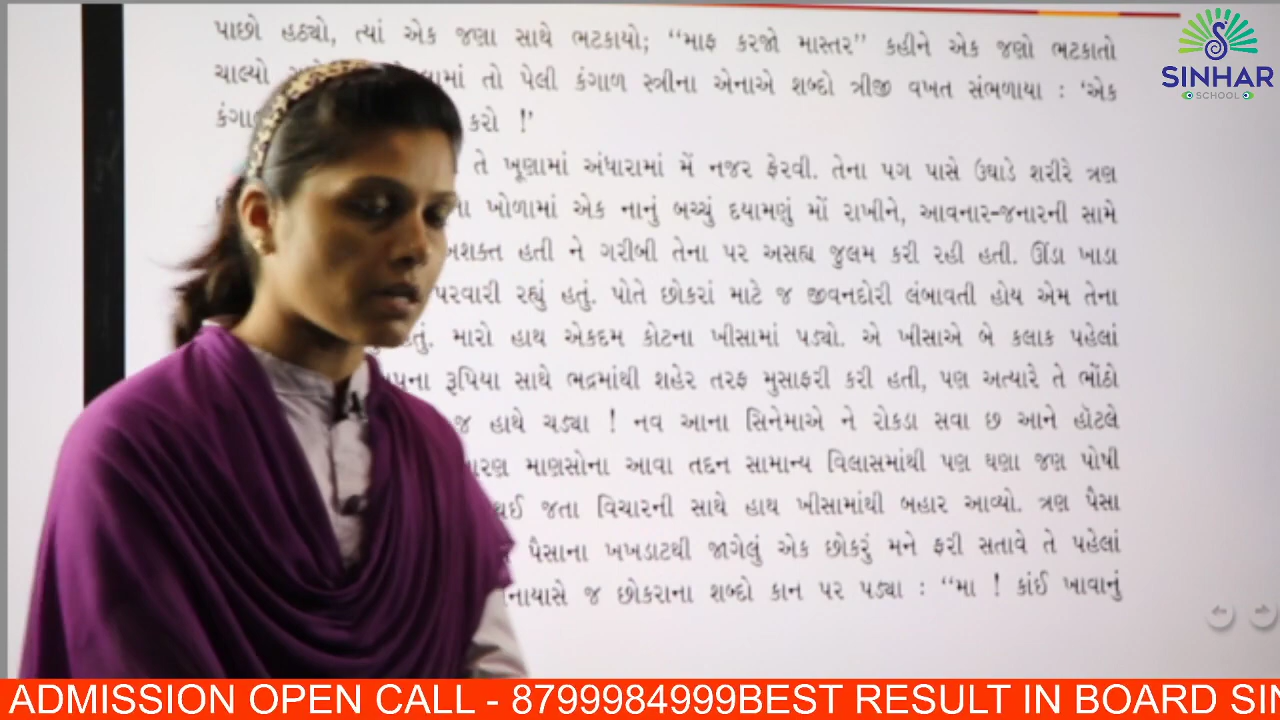 પાછો હઠ્યો, ત્યાં એક જણા સાથે ભટકાયો; “માફ કરજો માસ્તર” કહીને એક જણો ભટકાતો
ચાલ્યો તો પેલી કંગાળ સ્ત્રીના એનાએ શબ્દો ત્રીજી વખત સંભળાયા : ‘એક
કરો !’
તે ખૂણામાં અંધારામાં મેં નજર ફેરવી. તેના પગ પાસે ઉઘાડે શરીરે ત્રણ
ખોળામાં એક નાનું બચ્ચું દયામણું મોં રાખીને, આવનાર-જનારની સામે
અશક્ત હતી ને ગરીબી તેના પર અસહ્ય જુલમ કરી રહી હતી. ઊંડા ખાડા
પરવારી રહ્યું હતું. પોતે છોકરાં માટે જ જીવનદોરી લંબાવતી હોય એમ તેના
મારો હાથ એકદમ કોટના ખીસામાં પડ્યો. એ ખીસાએ બે કલાક પહેલાં
રૂપિયા સાથે ભદ્રમાંથી શહેર તરફ મુસાફરી કરી હતી, પણ અત્યારે તે ભોંઠો
જ હાથે ચડ્યા ! નવ આના સિનેમાએ ને રોકડા સવા છ આને હૉટલે
માણસોના આવા તદ્દન સામાન્ય વિલાસમાંથી પણ ઘણા જણ પોષી
થઈ જતા વિચારની સાથે હાથ ખીસામાંથી બહાર આવ્યો. ત્રણ પૈસા
પૈસાના ખખડાટથી જાગેલું એક છોકરું મને ફરી સતાવે તે પહેલાં
જ છોકરાના શબ્દો કાન પર પડ્યા : “મા ! કાંઈ ખાવાનું
SINHAR
SCHOOL
ADMISSION OPEN CALL - 8799984999BEST RESULT IN BOARD SIN